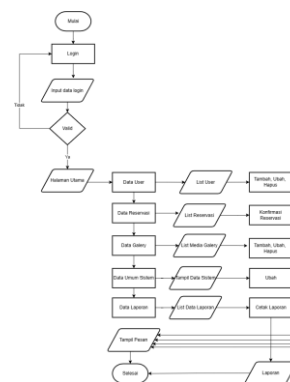 Mulai
Login
Input data login
Tidak
Valid
Ya
Halaman Utama
Data User
List User
Tambah, Ubah,
Hapus
Data Reservasi
List Reservasi
Konfirmasi
Reservasi
Data Galery
List Media Galery
Tambah, Ubah,
Hapus
Data Umum Sistem
Tampil Data Sistem
Ubah
Data Laporan
List Data Laporan
Cetak Laporan
Tampil Pesan
Selesai
Laporan